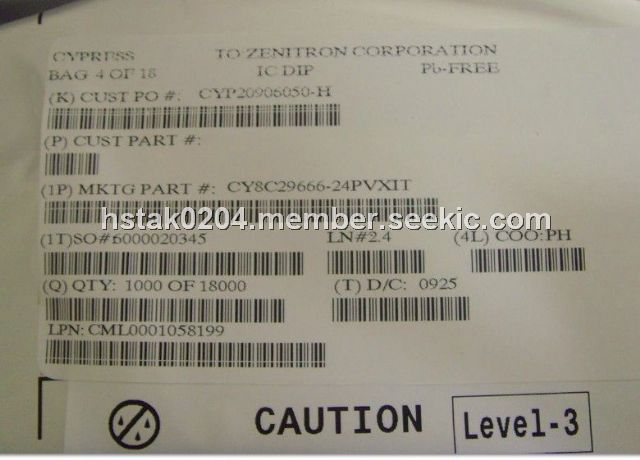 CYPRESS TO:ZENITRON CORPORATION
BAG 4 OF 18 IC DIP Pb-FREE
(K) CUST PO #: CYP20906050-H
(P) CUST PART #:
(1P) MKTG PART #: CY8C29666-24PVXIT
hstak0204.member.seekic.com
(1T)SO#:6000020345 LN#2.4 (4L) COO:PH
(Q) QTY: 1000 OF 18000 (T) D/C: 0925
LPN: CML0001058199
CAUTION Level-3